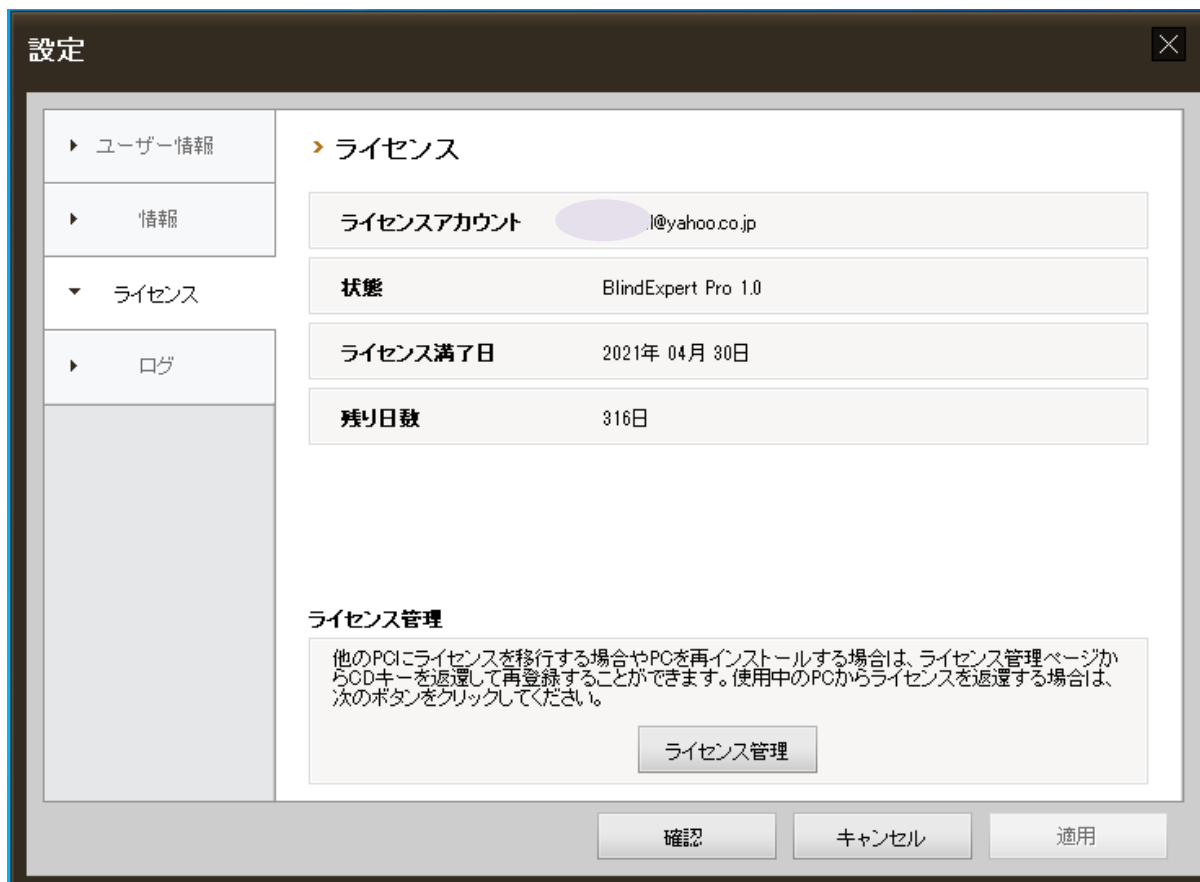 設定
ユーザー情報
情報
ライセンス
ログ
ライセンス
ライセンスアカウント l@yahoo.co.jp
状態 BlindExpert Pro 1.0
ライセンス満了日 2021年 04月 30日
残り日数 316日
ライセンス管理
他のPCにライセンスを移行する場合やPCを再インストールする場合は、ライセンス管理ページか
らCDキーを返還して再登録することができます。使用中のPCからライセンスを返還する場合は、
次のボタンをクリックしてください。
ライセンス管理
確認 キャンセル 適用